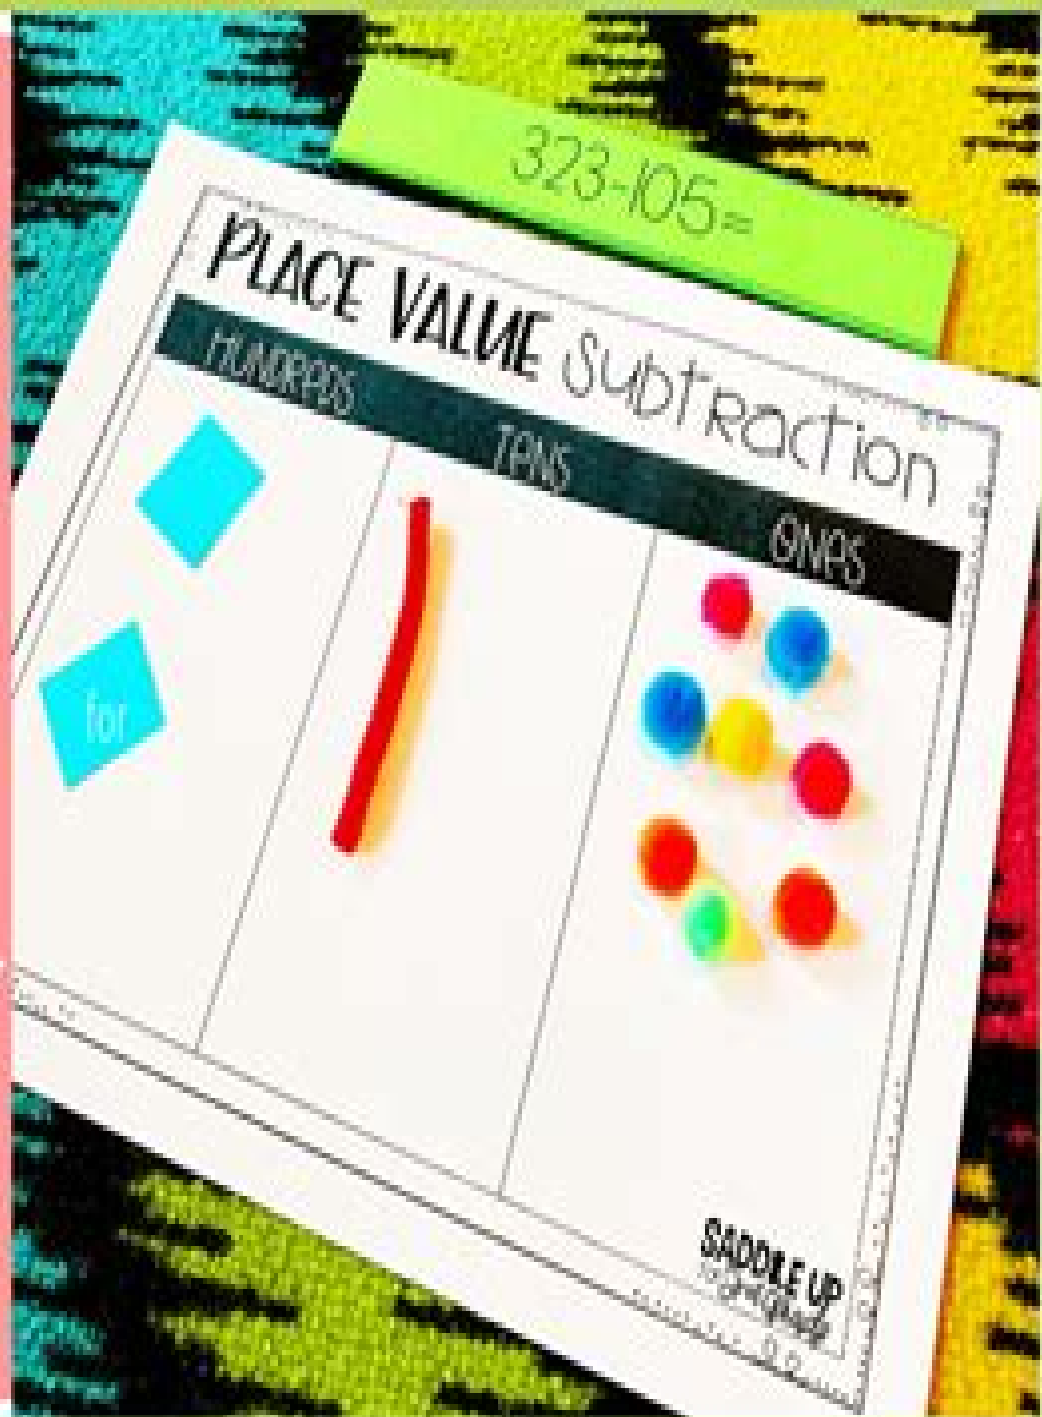 323-105=
PLACE VALUE Subtraction
HUNDREDS TENS ONES
for
SADDLE UP